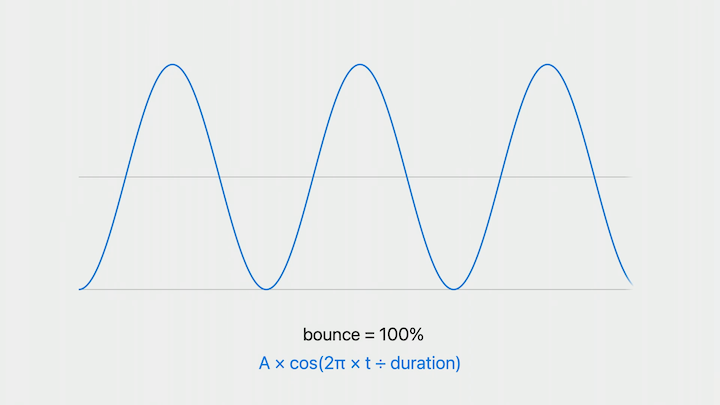 bounce = 100%
A × cos(2π × t ÷ duration)